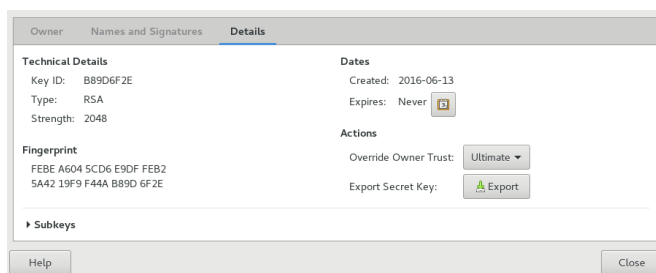 Owner Names and Signatures Details
Technical Details
Key ID: B89D6F2E
Type: RSA
Strength: 2048
Fingerprint
FEBE A604 5CD6 E9DF FEB2
5A42 19F9 F44A B89D 6F2E
Dates
Created: 2016-06-13
Expires: Never
Actions
Override Owner Trust: Ultimate
Export Secret Key: Export
Subkeys
Help Close